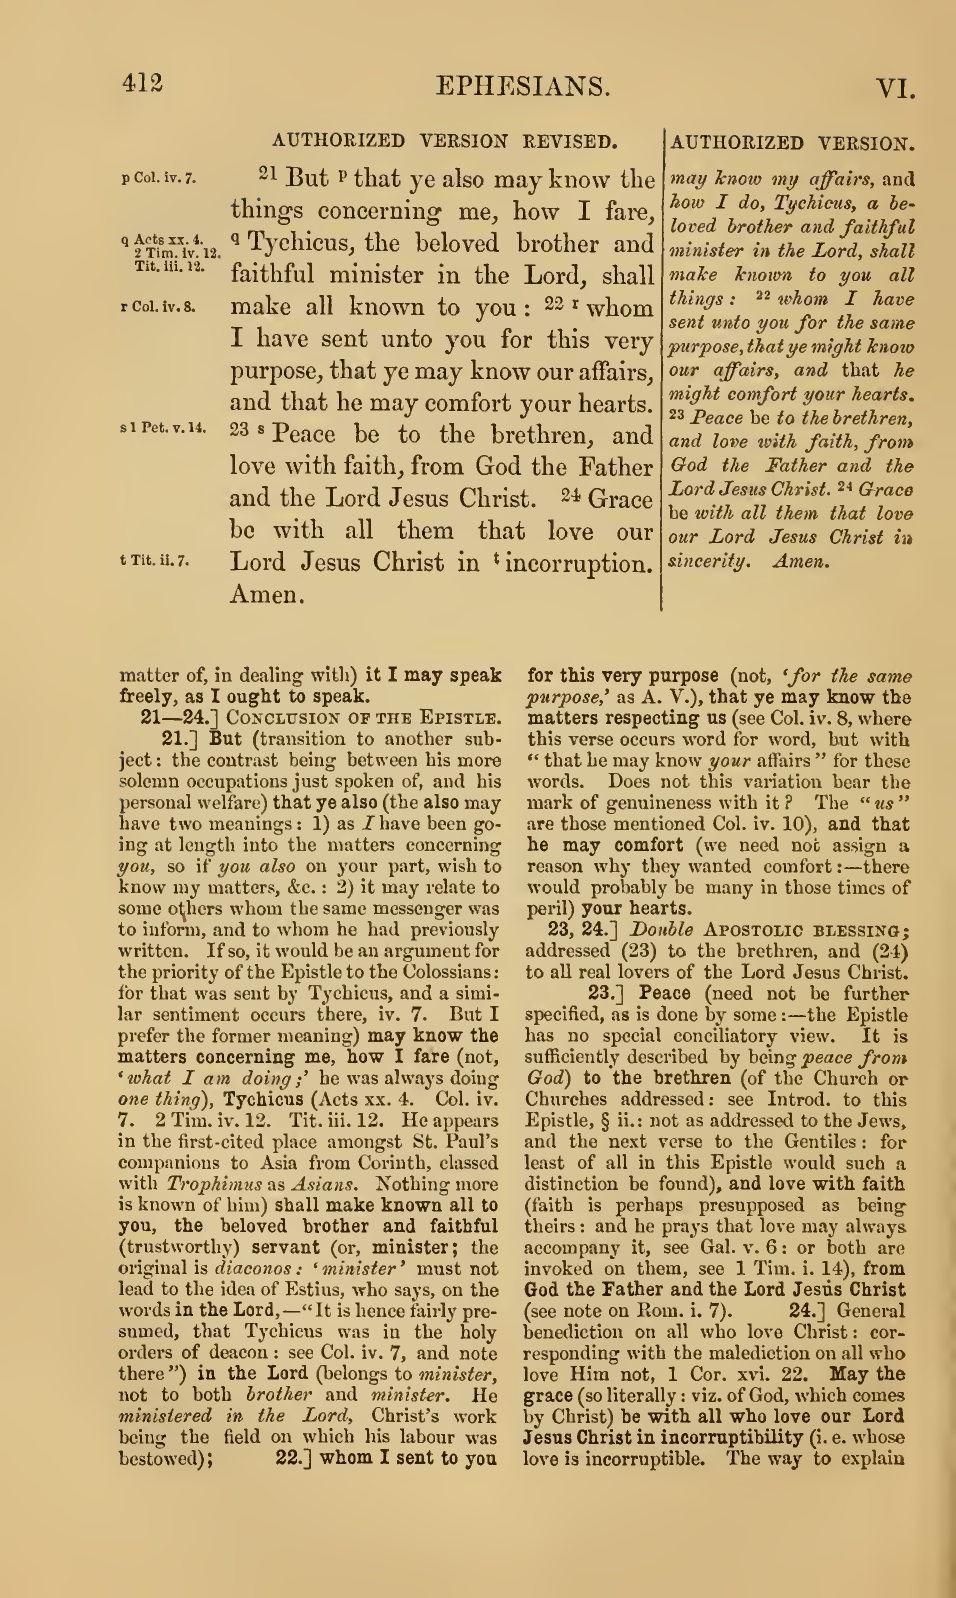 412
EPHESIANS.
VI.
AUTHORIZED VERSION REVISED.
p Col. iv. 7.
21 But p that ye also may know the
things concerning me, how I fare,
q Acts xx. 4.
2 Tim. iv. 12.
Tit. iii. 12.
q Tychicus, the beloved brother and
faithful minister in the Lord, shall
r Col. iv. 8.
make all known to you : 22 r whom
I have sent unto you for this very
purpose, that ye may know our affairs,
and that he may comfort your hearts.
s 1 Pet. v. 14.
23 s Peace be to the brethren, and
love with faith, from God the Father
and the Lord Jesus Christ. 24 Grace
be with all them that love our
t Tit. ii. 7.
Lord Jesus Christ in t incorruption.
Amen.
AUTHORIZED VERSION.
may know my affairs, and
how I do, Tychicus, a be-
loved brother and faithful
minister in the Lord, shall
make known to you all
things : 22 whom I have
sent unto you for the same
purpose, that ye might know
our affairs, and that he
might comfort your hearts.
23 Peace be to the brethren,
and love with faith, from
God the Father and the
Lord Jesus Christ. 24 Grace
be with all them that love
our Lord Jesus Christ in
sincerity. Amen.
matter of, in dealing with) it I may speak
freely, as I ought to speak.
21—24.] CONCLUSION OF THE EPISTLE.
21.] But (transition to another sub-
ject : the contrast being between his more
solemn occupations just spoken of, and his
personal welfare) that ye also (the also may
have two meanings : 1) as I have been go-
ing at length into the matters concerning
you, so if you also on your part, wish to
know my matters, &c. : 2) it may relate to
some others whom the same messenger was
to inform, and to whom he had previously
written. If so, it would be an argument for
the priority of the Epistle to the Colossians :
for that was sent by Tychicus, and a simi-
lar sentiment occurs there, iv. 7. But I
prefer the former meaning) may know the
matters concerning me, how I fare (not,
‘what I am doing ;’ he was always doing
one thing), Tychicus (Acts xx. 4. Col. iv.
7. 2 Tim. iv. 12. Tit. iii. 12. He appears
in the first-cited place amongst St. Paul's
companions to Asia from Corinth, classed
with Trophimus as Asians. Nothing more
is known of him) shall make known all to
you, the beloved brother and faithful
(trustworthy) servant (or, minister ; the
original is diaconos : ‘minister’ must not
lead to the idea of Estius, who says, on the
words in the Lord,—“It is hence fairly pre-
sumed, that Tychicus was in the holy
orders of deacon : see Col. iv. 7, and note
there”) in the Lord (belongs to minister,
not to both brother and minister. He
ministered in the Lord, Christ's work
being the field on which his labour was
bestowed) ; 22.] whom I sent to you
for this very purpose (not, ‘for the same
purpose,’ as A. V.), that ye may know the
matters respecting us (see Col. iv. 8, where
this verse occurs word for word, but with
“that he may know your affairs” for these
words. Does not this variation bear the
mark of genuineness with it ? The “us”
are those mentioned Col. iv. 10), and that
he may comfort (we need not assign a
reason why they wanted comfort :—there
would probably be many in those times of
peril) your hearts.
23, 24.] Double APOSTOLIC BLESSING ;
addressed (23) to the brethren, and (24)
to all real lovers of the Lord Jesus Christ.
23.] Peace (need not be further
specified, as is done by some :—the Epistle
has no special conciliatory view. It is
sufficiently described by being peace from
God) to the brethren (of the Church or
Churches addressed : see Introd. to this
Epistle, § ii. : not as addressed to the Jews,
and the next verse to the Gentiles : for
least of all in this Epistle would such a
distinction be found), and love with faith
(faith is perhaps presupposed as being
theirs : and he prays that love may always
accompany it, see Gal. v. 6 : or both are
invoked on them, see 1 Tim. i. 14), from
God the Father and the Lord Jesus Christ
(see note on Rom. i. 7). 24.] General
benediction on all who love Christ : cor-
responding with the malediction on all who
love Him not, 1 Cor. xvi. 22. May the
grace (so literally : viz. of God, which comes
by Christ) be with all who love our Lord
Jesus Christ in incorruptibility (i. e. whose
love is incorruptible. The way to explain